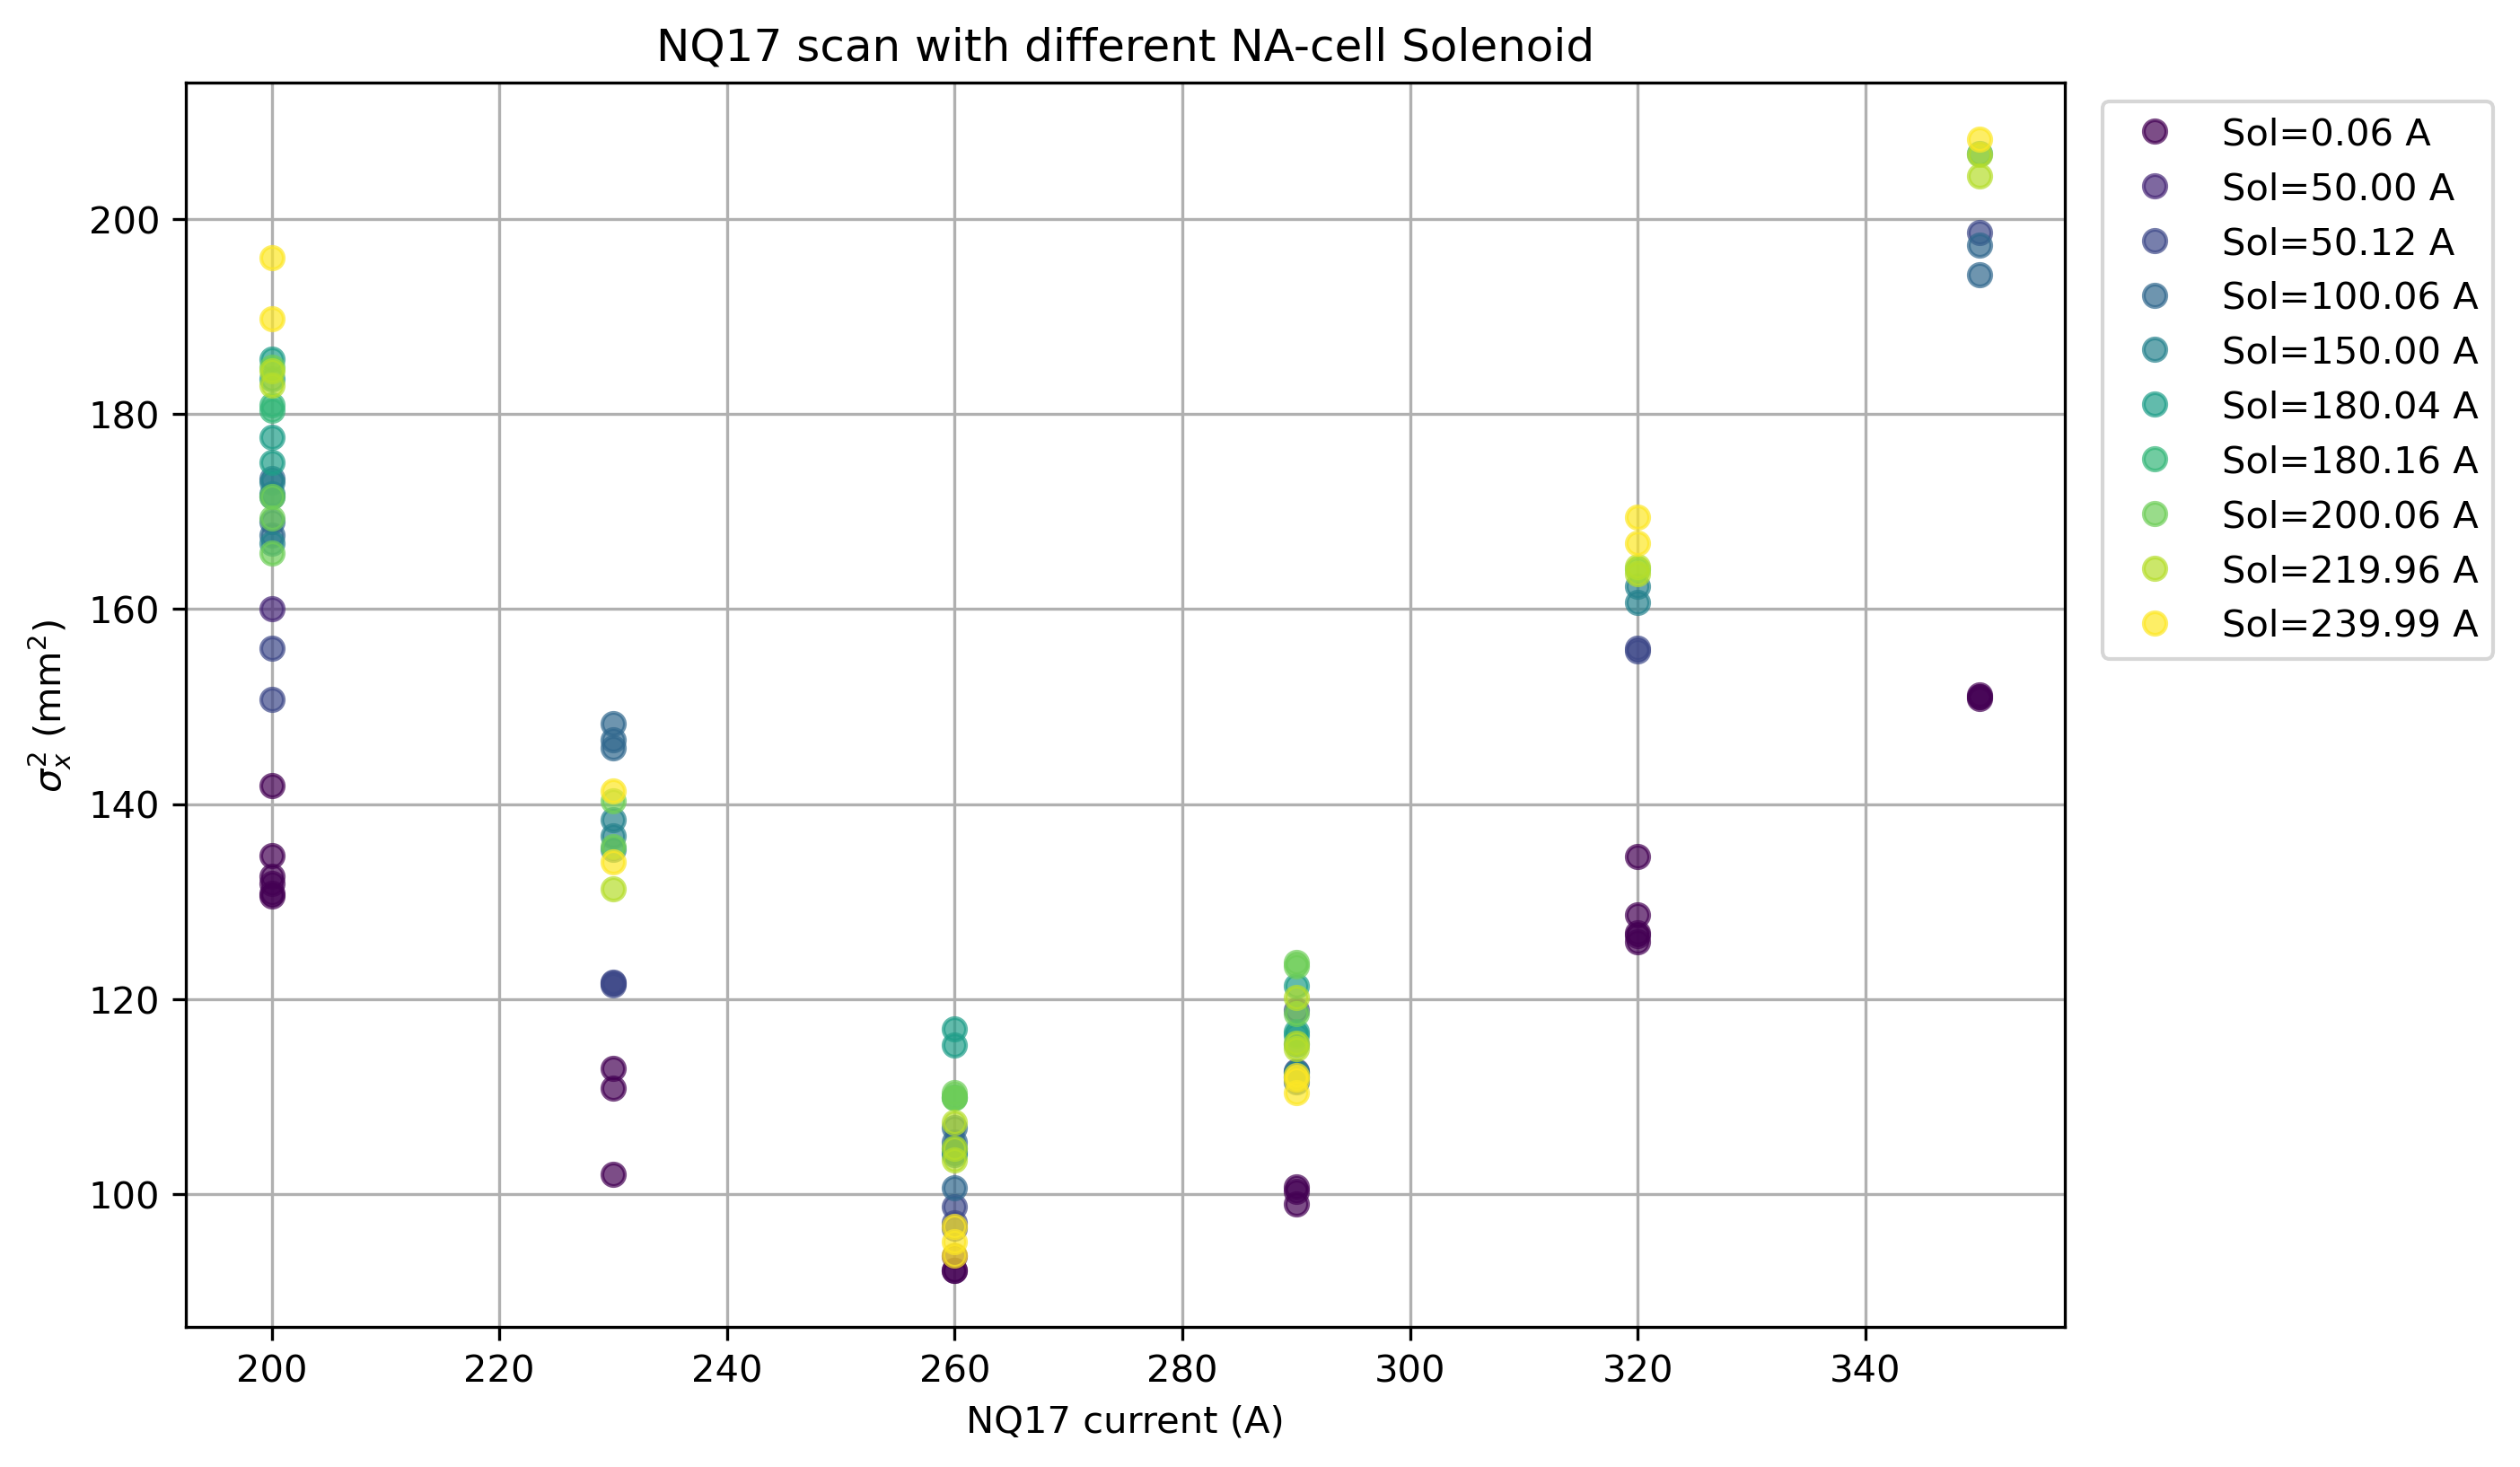 NQ17 scan with different NA-cell Solenoid
200
180
160
140
120
100
σₓ² (mm²)
200 220 240 260 280 300 320 340
NQ17 current (A)
Sol=0.06 A
Sol=50.00 A
Sol=50.12 A
Sol=100.06 A
Sol=150.00 A
Sol=180.04 A
Sol=180.16 A
Sol=200.06 A
Sol=219.96 A
Sol=239.99 A